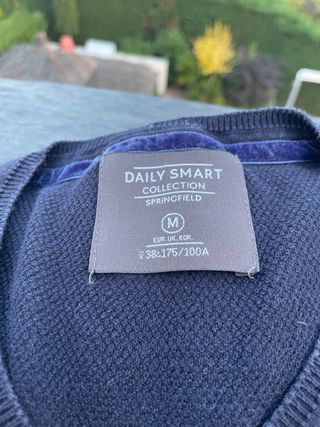 DAILY SMART
COLLECTION
SPRINGFIELD
M
EUR.UK.KOR.
38 175/100A